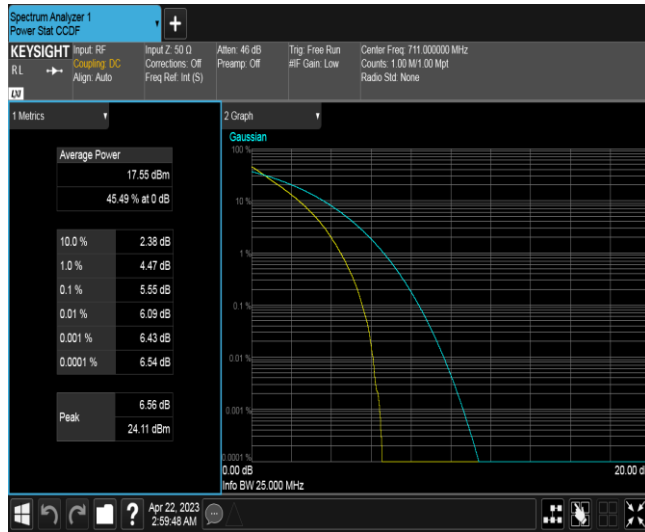 Spectrum Analyzer 1
Power Stat CCDF
+
KEYSIGHT
RL
LXI
Input: RF
Coupling: DC
Align: Auto
Input Z: 50 Ω
Corrections: Off
Freq Ref: Int (S)
Atten: 46 dB
Preamp: Off
Trig: Free Run
#IF Gain: Low
Center Freq: 711.000000 MHz
Counts: 1.00 M/1.00 Mpt
Radio Std: None
1 Metrics
Average Power
17.55 dBm
45.49 % at 0 dB
10.0 % 2.38 dB
1.0 % 4.47 dB
0.1 % 5.55 dB
0.01 % 6.09 dB
0.001 % 6.43 dB
0.0001 % 6.54 dB
Peak
6.56 dB
24.11 dBm
2 Graph
Gaussian
100 %
10 %
1 %
0.1 %
0.01 %
0.001 %
0.0001 %
0.00 dB 20.00 d
Info BW 25.000 MHz
?
Apr 22, 2023
2:59:48 AM